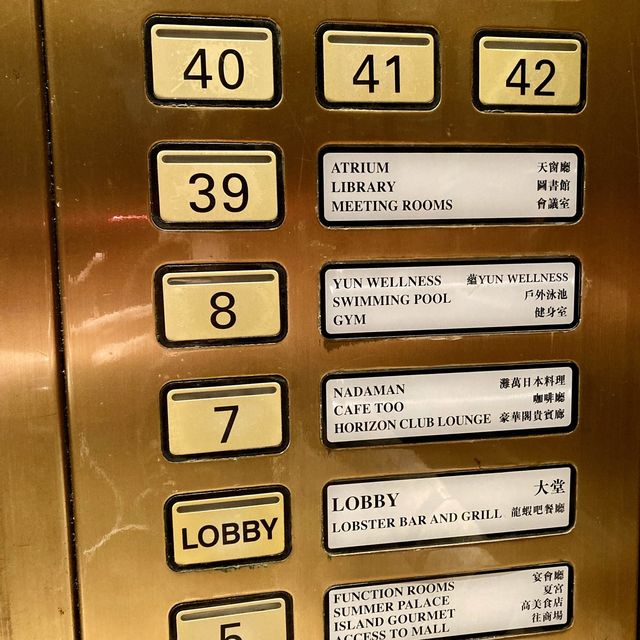 40 41 42
39 ATRIUM 天窗廳
LIBRARY 圖書館
MEETING ROOMS 會議室
8 YUN WELLNESS 蘊YUN WELLNESS
SWIMMING POOL 戶外泳池
GYM 健身室
7 NADAMAN 灘萬日本料理
CAFE TOO 咖啡廳
HORIZON CLUB LOUNGE 豪華閣貴賓廊
LOBBY LOBBY 大堂
LOBSTER BAR AND GRILL 龍蝦吧餐廳
5 FUNCTION ROOMS 宴會廳
SUMMER PALACE 夏宮
ISLAND GOURMET 高美食店
ACCESS TO MALL 往商場